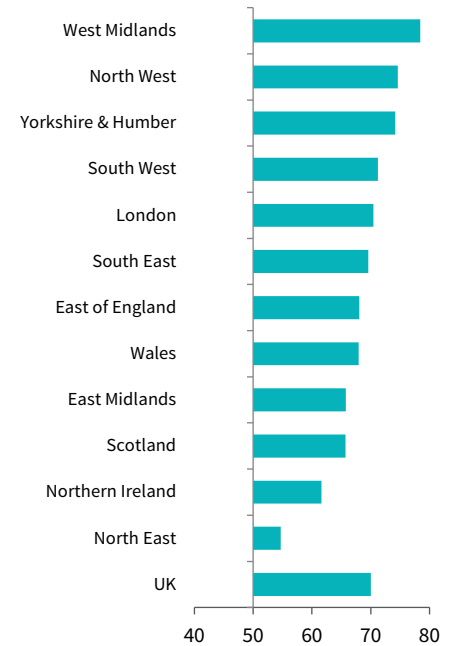 West Midlands
North West
Yorkshire & Humber
South West
London
South East
East of England
Wales
East Midlands
Scotland
Northern Ireland
North East
UK
40 50 60 70 80